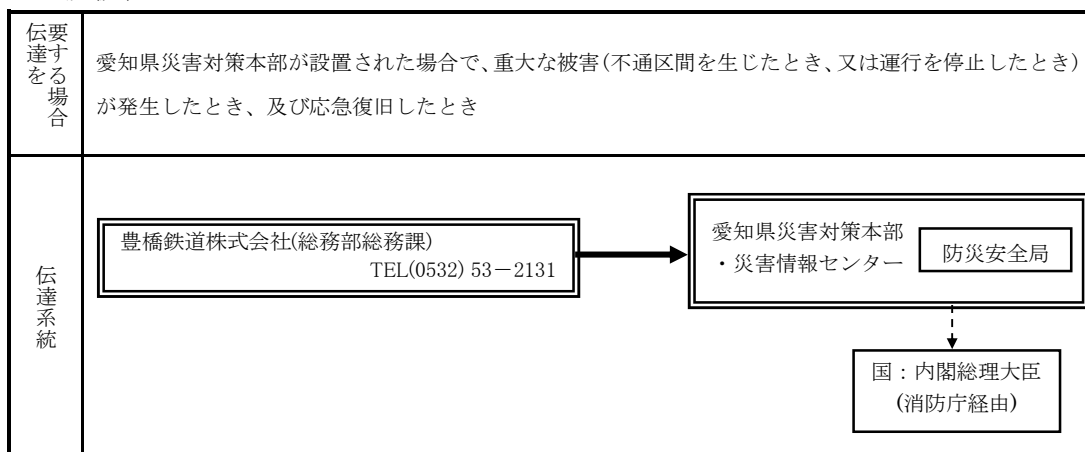 伝達を
要する場合
愛知県災害対策本部が設置された場合で、重大な被害(不通区間を生じたとき、又は運行を停止したとき)
が発生したとき、及び応急復旧したとき
伝達系統
豊橋鉄道株式会社(総務部総務課)
TEL(0532) 53－2131
愛知県災害対策本部
・災害情報センター
防災安全局
国：内閣総理大臣
(消防庁経由)